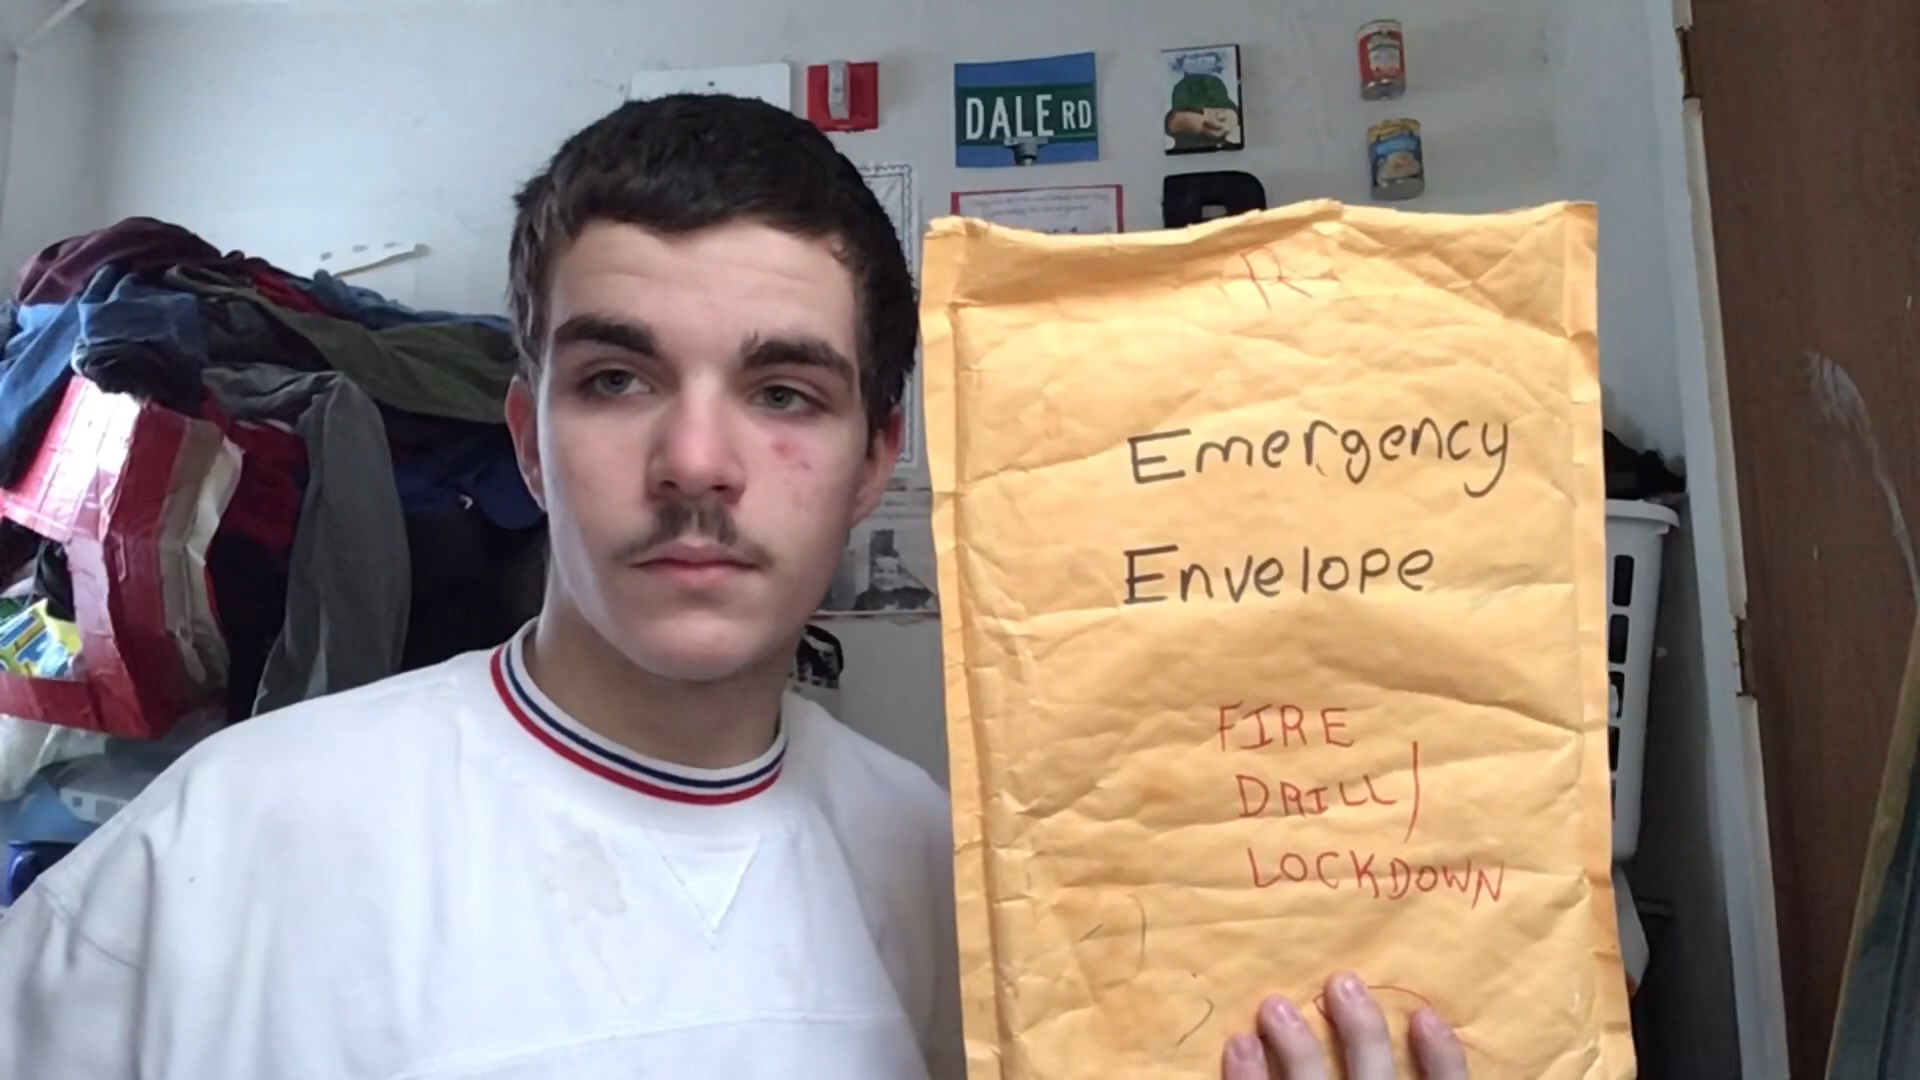 DALE RD
R
Emergency
Envelope
FIRE
DRILL/
LOCKDOWN